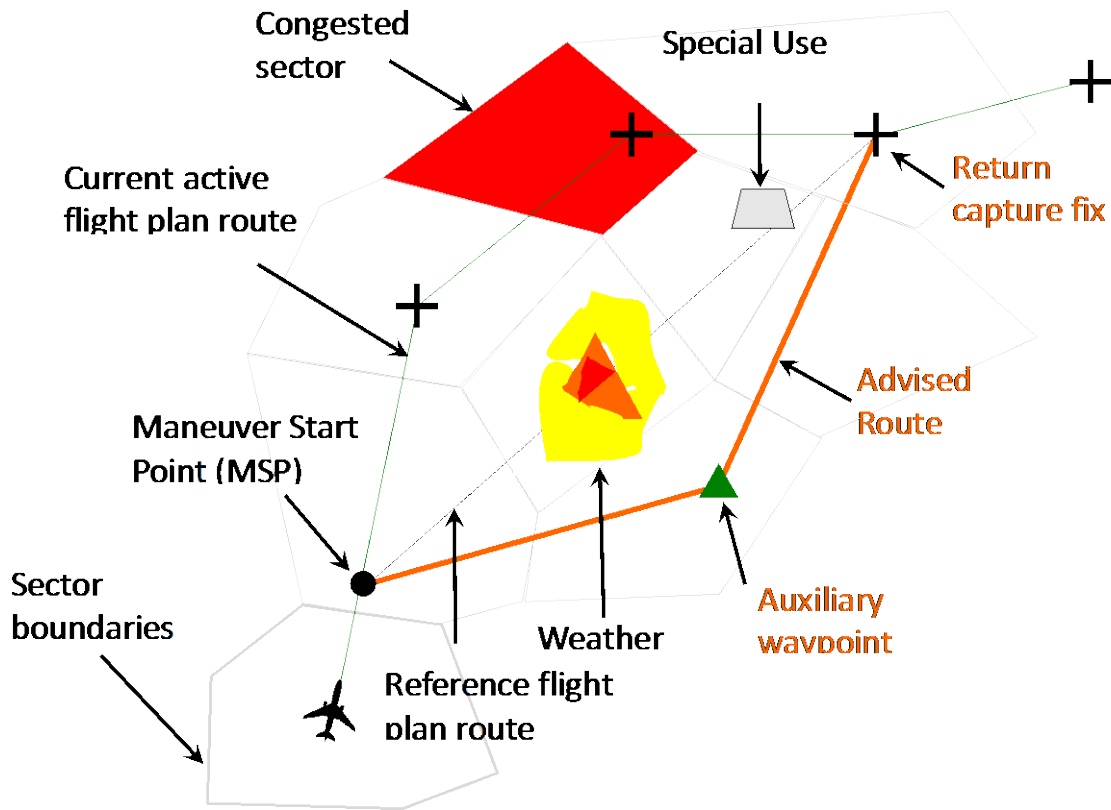 Congested
sector
Special Use
Current active
flight plan route
Return
capture fix
Advised
Route
Maneuver Start
Point (MSP)
Sector
boundaries
Weather
Auxiliary
waypoint
Reference flight
plan route